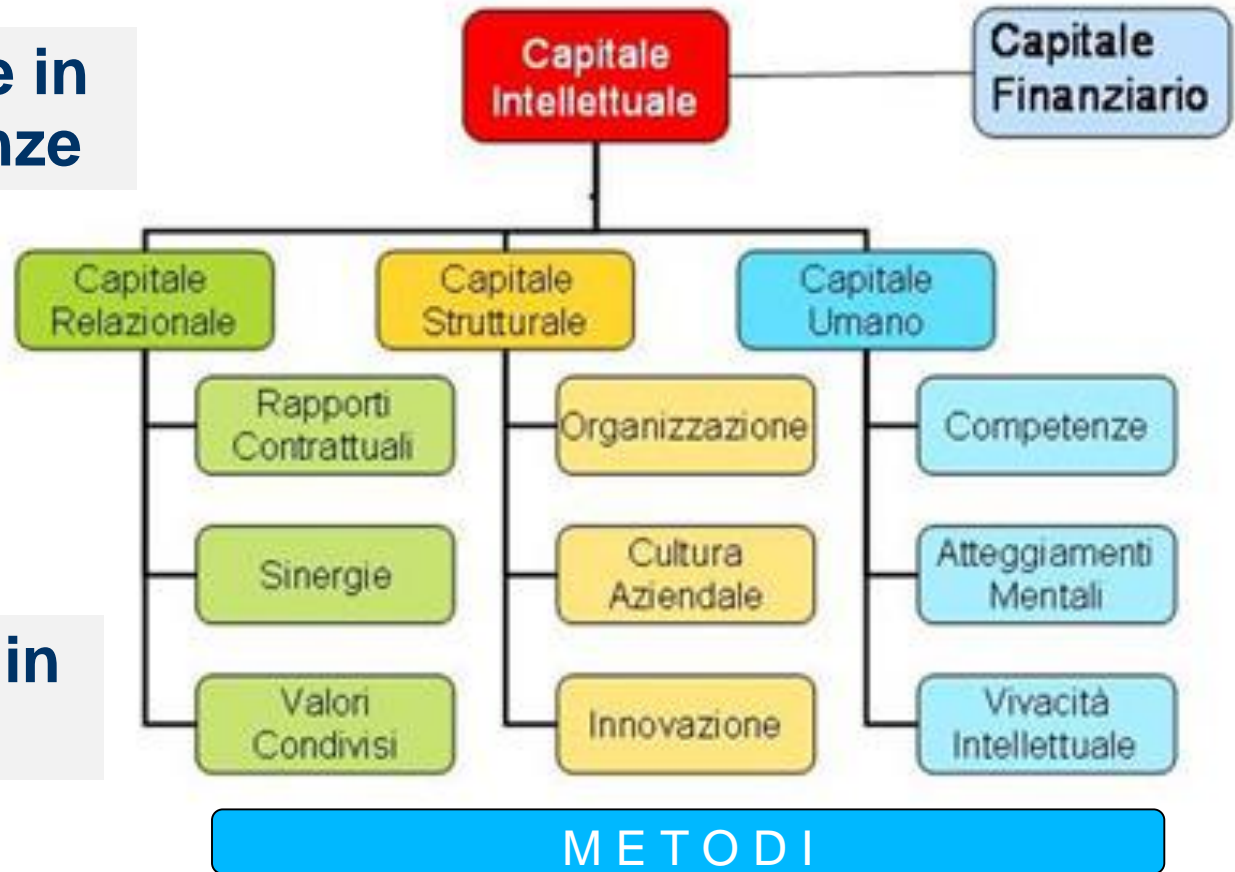 e in
nze
in
Capitale
Intellettuale
Capitale
Finanziario
Capitale
Relazionale
Capitale
Strutturale
Capitale
Umano
Rapporti
Contrattuali
Organizzazione
Competenze
Sinergie
Cultura
Aziendale
Atteggiamenti
Mentali
Valori
Condivisi
Innovazione
Vivacità
Intellettuale
METODI